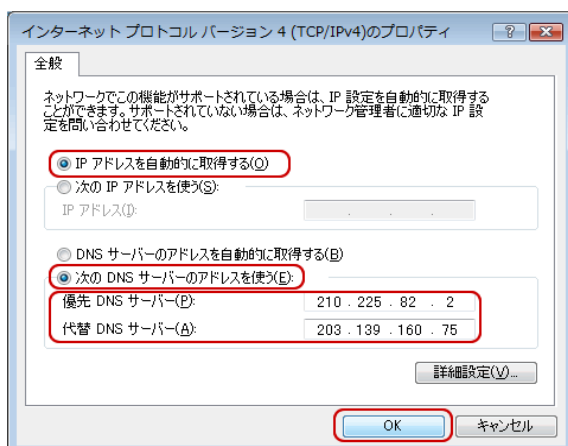 インターネット プロトコル バージョン 4 (TCP/IPv4)のプロパティ
全般
ネットワークでこの機能がサポートされている場合は、IP 設定を自動的に取得する
ことができます。サポートされていない場合は、ネットワーク管理者に適切な IP 設
定を問い合わせてください。
IP アドレスを自動的に取得する(O)
次の IP アドレスを使う(S):
IP アドレス(I):
DNS サーバーのアドレスを自動的に取得する(B)
次の DNS サーバーのアドレスを使う(E):
優先 DNS サーバー(P): 210 . 225 . 82 . 2
代替 DNS サーバー(A): 203 . 139 . 160 . 75
詳細設定(V)...
OK キャンセル